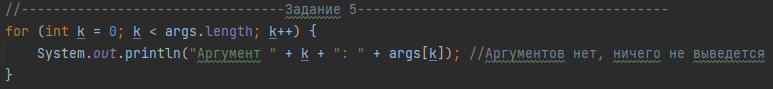 //---------------------------------Задание 5---------------------------------------
for (int k = 0; k < args.length; k++) {
    System.out.println("Аргумент " + k + ": " + args[k]); //Аргументов нет, ничего не выведется
}